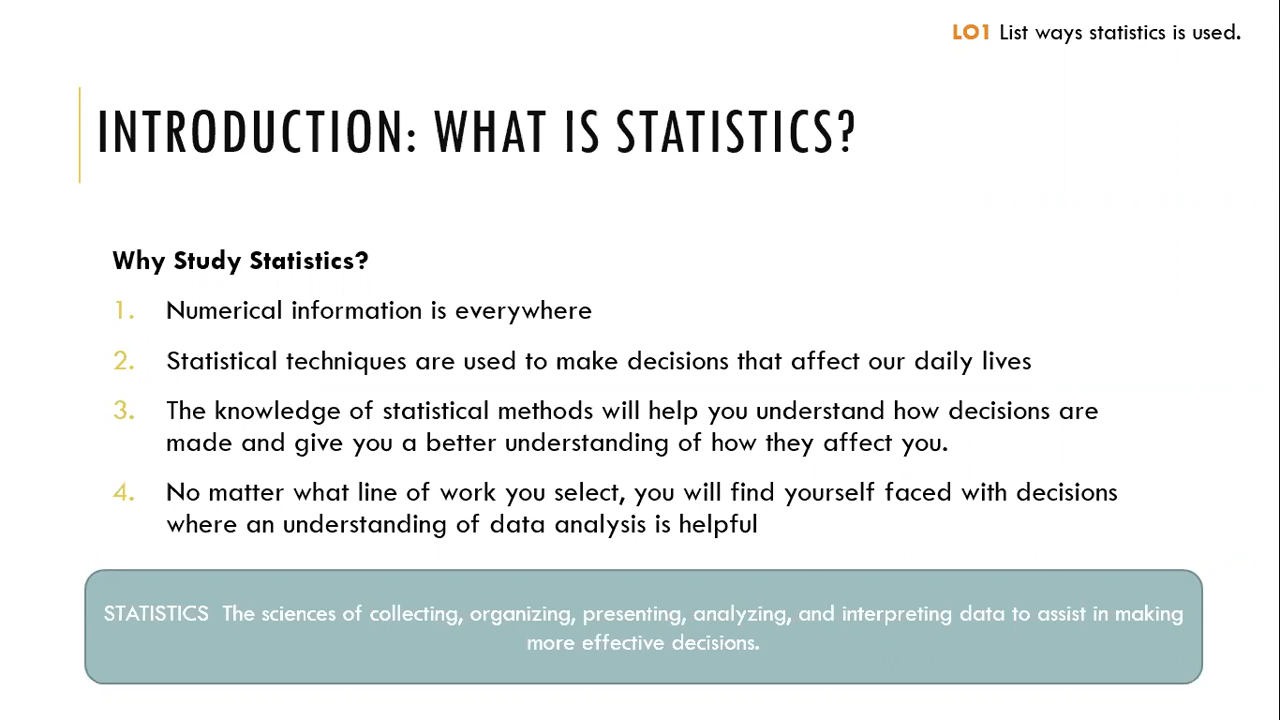 LO1 List ways statistics is used.
INTRODUCTION: WHAT IS STATISTICS?
Why Study Statistics?
1. Numerical information is everywhere
2. Statistical techniques are used to make decisions that affect our daily lives
3. The knowledge of statistical methods will help you understand how decisions are
made and give you a better understanding of how they affect you.
4. No matter what line of work you select, you will find yourself faced with decisions
where an understanding of data analysis is helpful
STATISTICS The sciences of collecting, organizing, presenting, analyzing, and interpreting data to assist in making
more effective decisions.